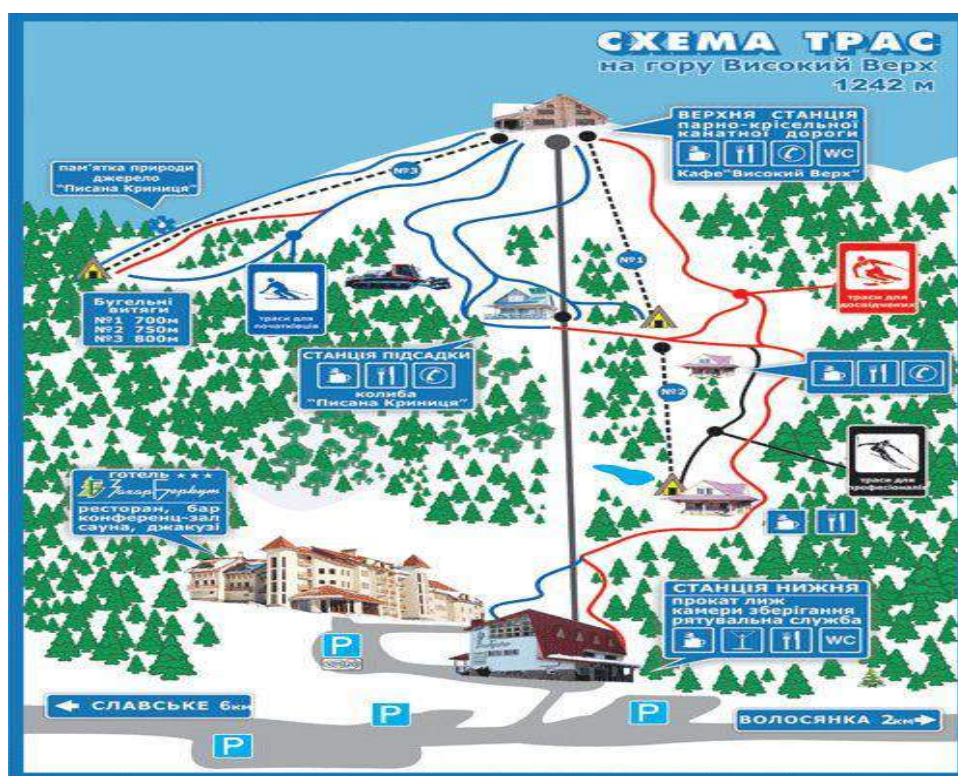 СХЕМА ТРАС
на гору Високий Верх
1242 м
ВЕРХНЯ СТАНЦІЯ
парно-крісельної
канатної дороги
WC
Кафе "Високий Верх"
пам'ятка природи
джерело
"Писана Криниця"
№3
№1
Бугельні
витяги
№1 700м
№2 750м
№3 800м
траси для
початківців
траси для
досвідчених
СТАНЦІЯ ПІДСАДКИ
колиба
"Писана Криниця"
№2
траси для
професіоналів
готель
Захар Беркут
ресторан, бар
конференц-зал
сауна, джакузі
СТАНЦІЯ НИЖНЯ
прокат лиж
камери зберігання
рятувальна служба
WC
P
P
P
P
СЛАВСЬКЕ 6км
ВОЛОСЯНКА 2км